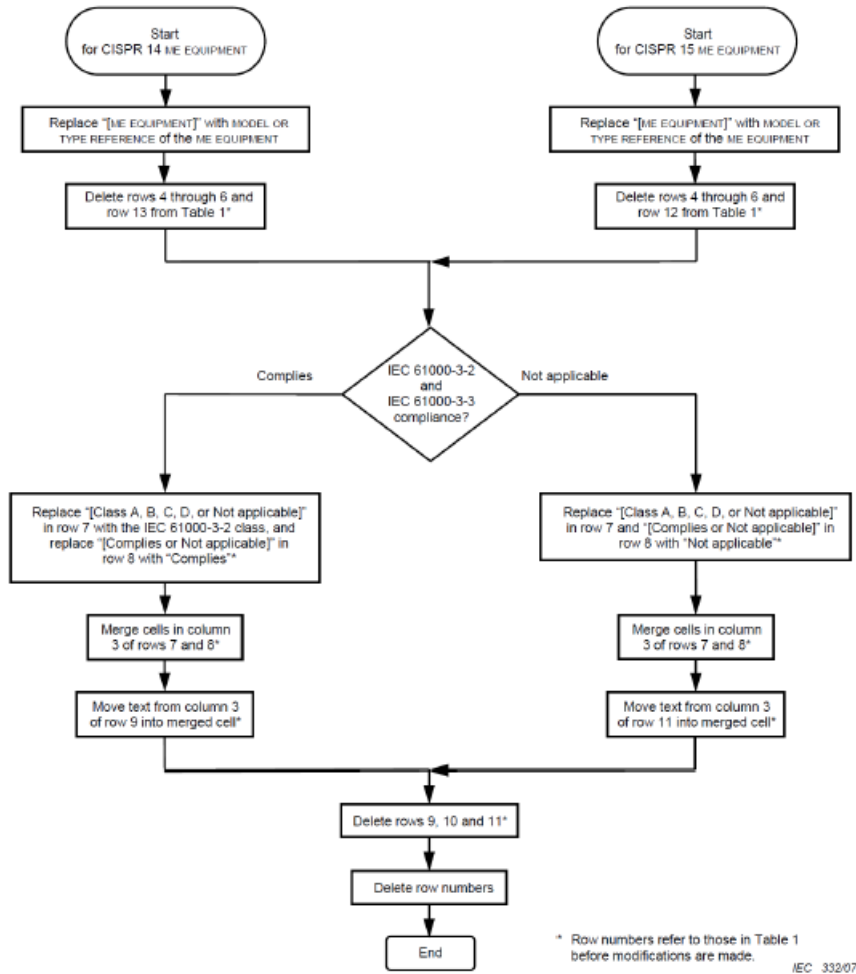 Start
for CISPR 14 ME EQUIPMENT
Start
for CISPR 15 ME EQUIPMENT
Replace “[ME EQUIPMENT]” with MODEL OR
TYPE REFERENCE of the ME EQUIPMENT
Replace “[ME EQUIPMENT]” with MODEL OR
TYPE REFERENCE of the ME EQUIPMENT
Delete rows 4 through 6 and
row 13 from Table 1*
Delete rows 4 through 6 and
row 12 from Table 1*
Complies
IEC 61000-3-2
and
IEC 61000-3-3
compliance?
Not applicable
Replace “[Class A, B, C, D, or Not applicable]”
in row 7 with the IEC 61000-3-2 class, and
replace “[Complies or Not applicable]” in
row 8 with “Complies”*
Replace “[Class A, B, C, D, or Not applicable]”
in row 7 and “[Complies or Not applicable]” in
row 8 with “Not applicable”*
Merge cells in column
3 of rows 7 and 8*
Merge cells in column
3 of rows 7 and 8*
Move text from column 3
of row 9 into merged cell*
Move text from column 3
of row 11 into merged cell*
Delete rows 9, 10 and 11*
Delete row numbers
End
* Row numbers refer to those in Table 1
before modifications are made.
IEC 332/07